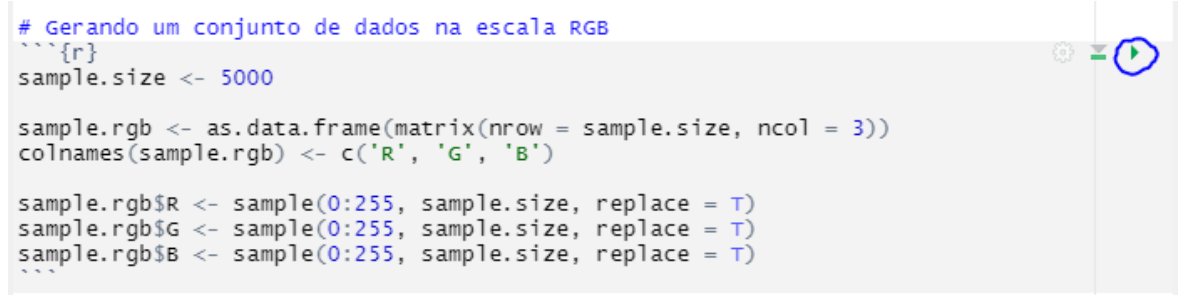 # Gerando um conjunto de dados na escala RGB
```{r}
sample.size <- 5000
sample.rgb <- as.data.frame(matrix(nrow = sample.size, ncol = 3))
colnames(sample.rgb) <- c('R', 'G', 'B')
sample.rgb$R <- sample(0:255, sample.size, replace = T)
sample.rgb$G <- sample(0:255, sample.size, replace = T)
sample.rgb$B <- sample(0:255, sample.size, replace = T)
```